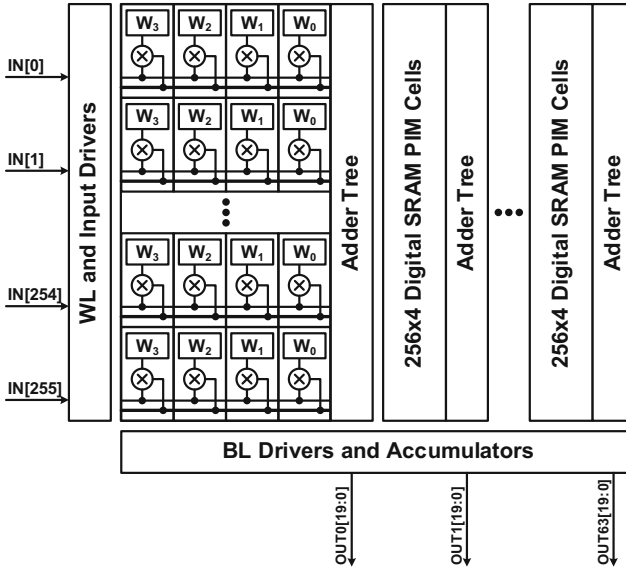 W3 W2 W1 W0
IN[0]
W3 W2 W1 W0
IN[1]
W3 W2 W1 W0
IN[254]
W3 W2 W1 W0
IN[255]
WL and Input Drivers
Adder Tree
256x4 Digital SRAM PIM Cells
Adder Tree
256x4 Digital SRAM PIM Cells
Adder Tree
BL Drivers and Accumulators
OUT0[19:0]
OUT1[19:0]
OUT63[19:0]